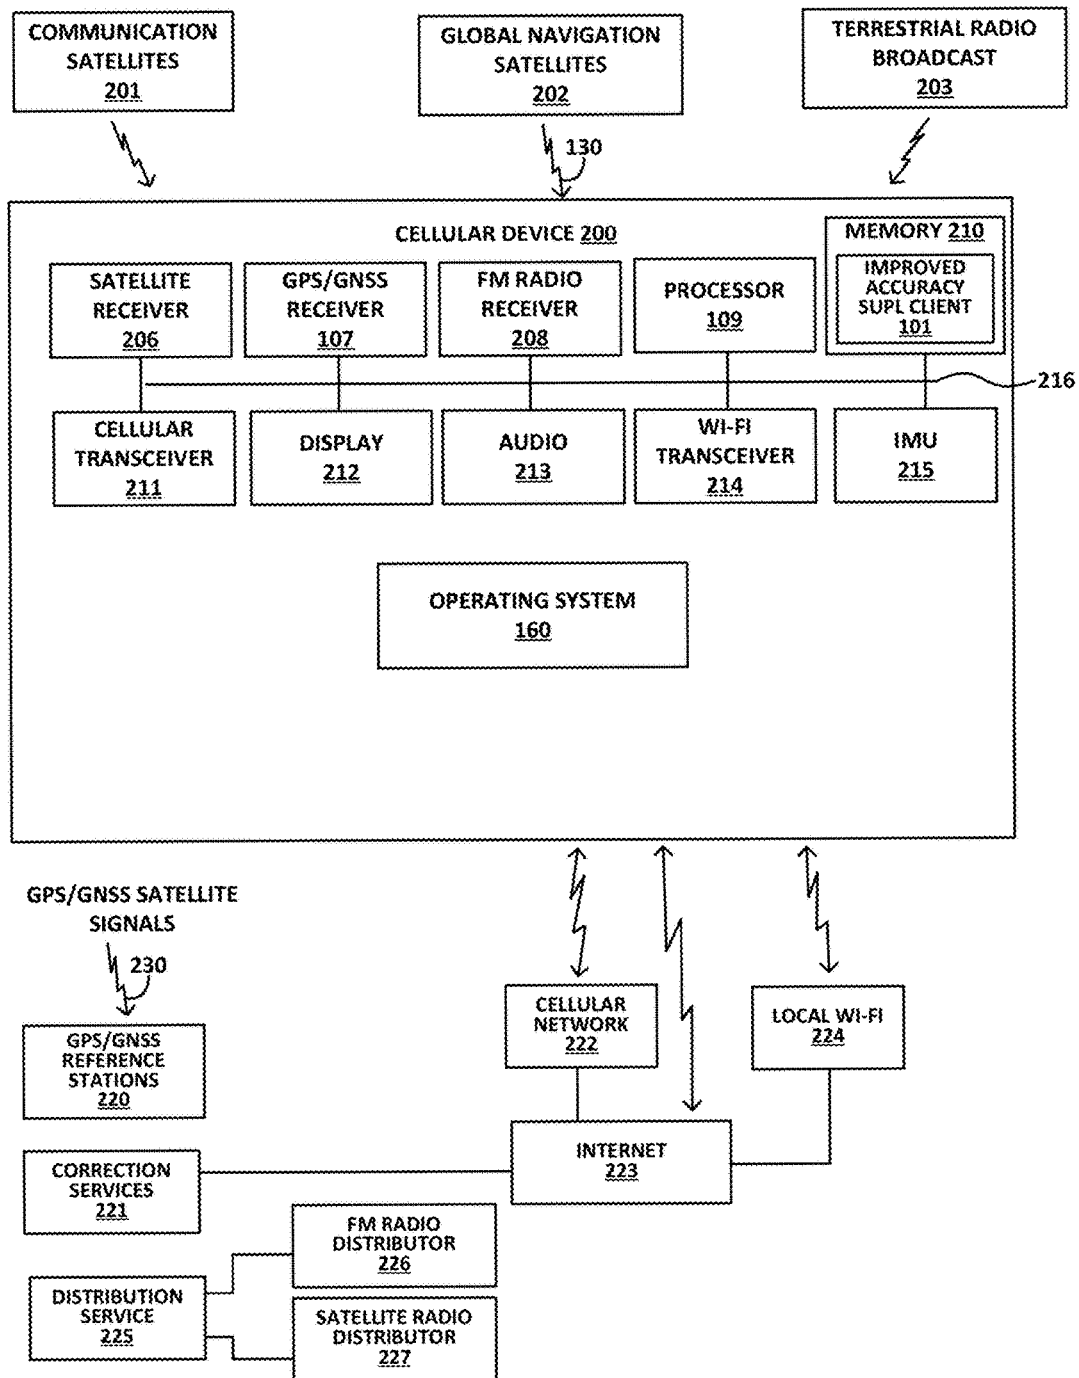 COMMUNICATION
SATELLITES
201
GLOBAL NAVIGATION
SATELLITES
202
TERRESTRIAL RADIO
BROADCAST
203
130
CELLULAR DEVICE 200
MEMORY 210
IMPROVED
ACCURACY
SUPL CLIENT
101
SATELLITE
RECEIVER
206
GPS/GNSS
RECEIVER
107
FM RADIO
RECEIVER
208
PROCESSOR
109
216
CELLULAR
TRANSCEIVER
211
DISPLAY
212
AUDIO
213
WI-FI
TRANSCEIVER
214
IMU
215
OPERATING SYSTEM
160
GPS/GNSS SATELLITE
SIGNALS
230
GPS/GNSS
REFERENCE
STATIONS
220
CELLULAR
NETWORK
222
LOCAL WI-FI
224
INTERNET
223
CORRECTION
SERVICES
221
FM RADIO
DISTRIBUTOR
226
DISTRIBUTION
SERVICE
225
SATELLITE RADIO
DISTRIBUTOR
227